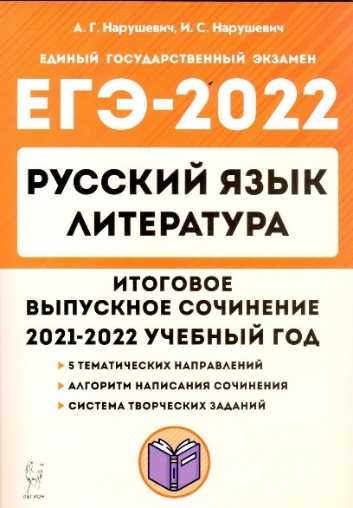 А. Г. Нарушевич, И. С. Нарушевич
ЕДИНЫЙ ГОСУДАРСТВЕННЫЙ ЭКЗАМЕН
ЕГЭ-2022
РУССКИЙ ЯЗЫК
ЛИТЕРАТУРА
ИТОГОВОЕ
ВЫПУСКНОЕ СОЧИНЕНИЕ
2021-2022 УЧЕБНЫЙ ГОД
5 ТЕМАТИЧЕСКИХ НАПРАВЛЕНИЙ
АЛГОРИТМ НАПИСАНИЯ СОЧИНЕНИЯ
СИСТЕМА ТВОРЧЕСКИХ ЗАДАНИЙ
ЛЕГИОН